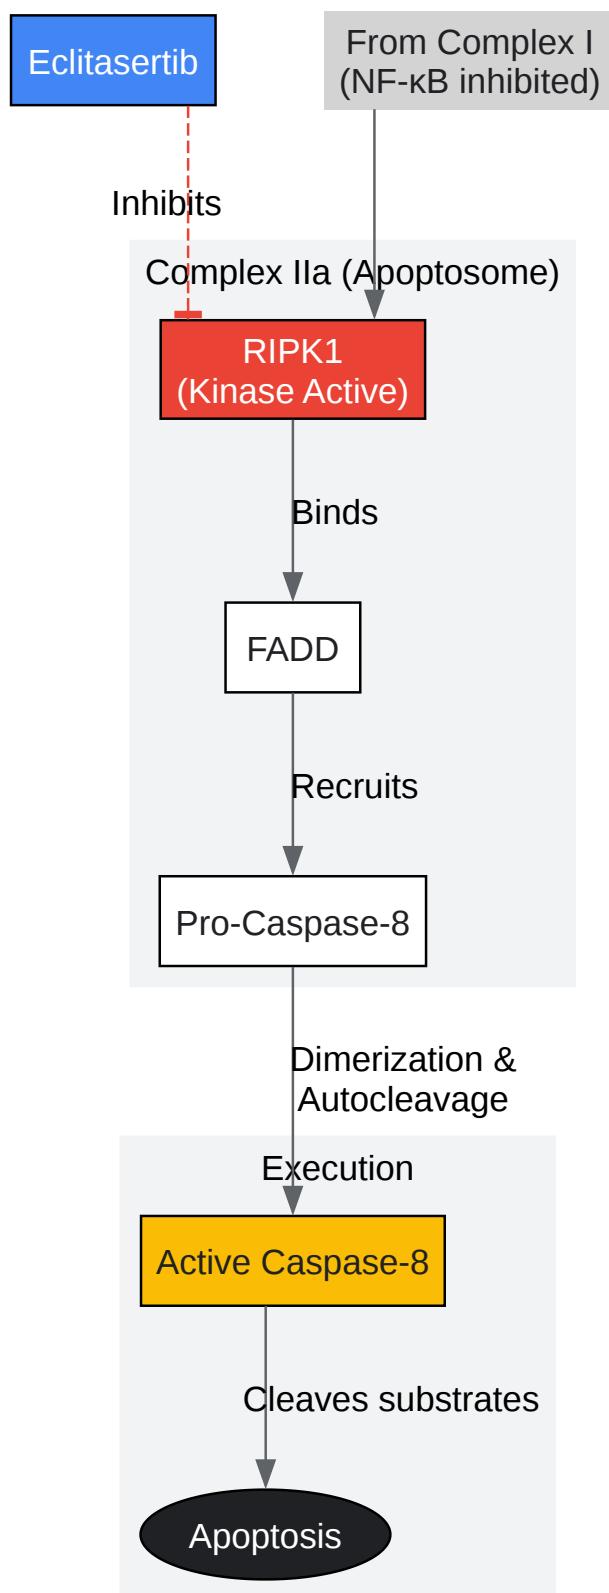 Eclitasertib
From Complex I
(NF-κB inhibited)
Inhibits
Complex IIa (Apoptosome)
RIPK1
(Kinase Active)
Binds
FADD
Recruits
Pro-Caspase-8
Dimerization &
Autocleavage
Execution
Active Caspase-8
Cleaves substrates
Apoptosis